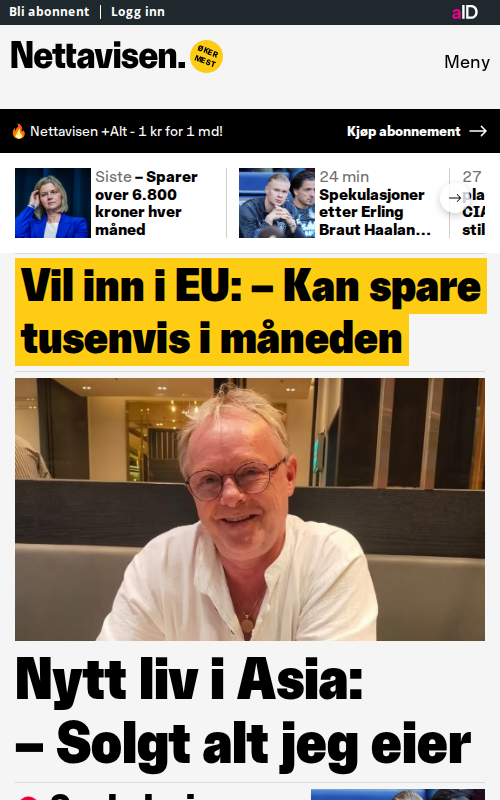 Bli abonnent
Logg inn
aID
Nettavisen.
ØKER
MEST
Meny
🔥 Nettavisen +Alt - 1 kr for 1 md!
Kjøp abonnement →
Siste – Sparer
over 6.800
kroner hver
måned
24 min
Spekulasjoner
etter Erling
Braut Haalan...
27
CIA
Vil inn i EU: – Kan spare
tusenvis i måneden
Nytt liv i Asia:
– Solgt alt jeg eier